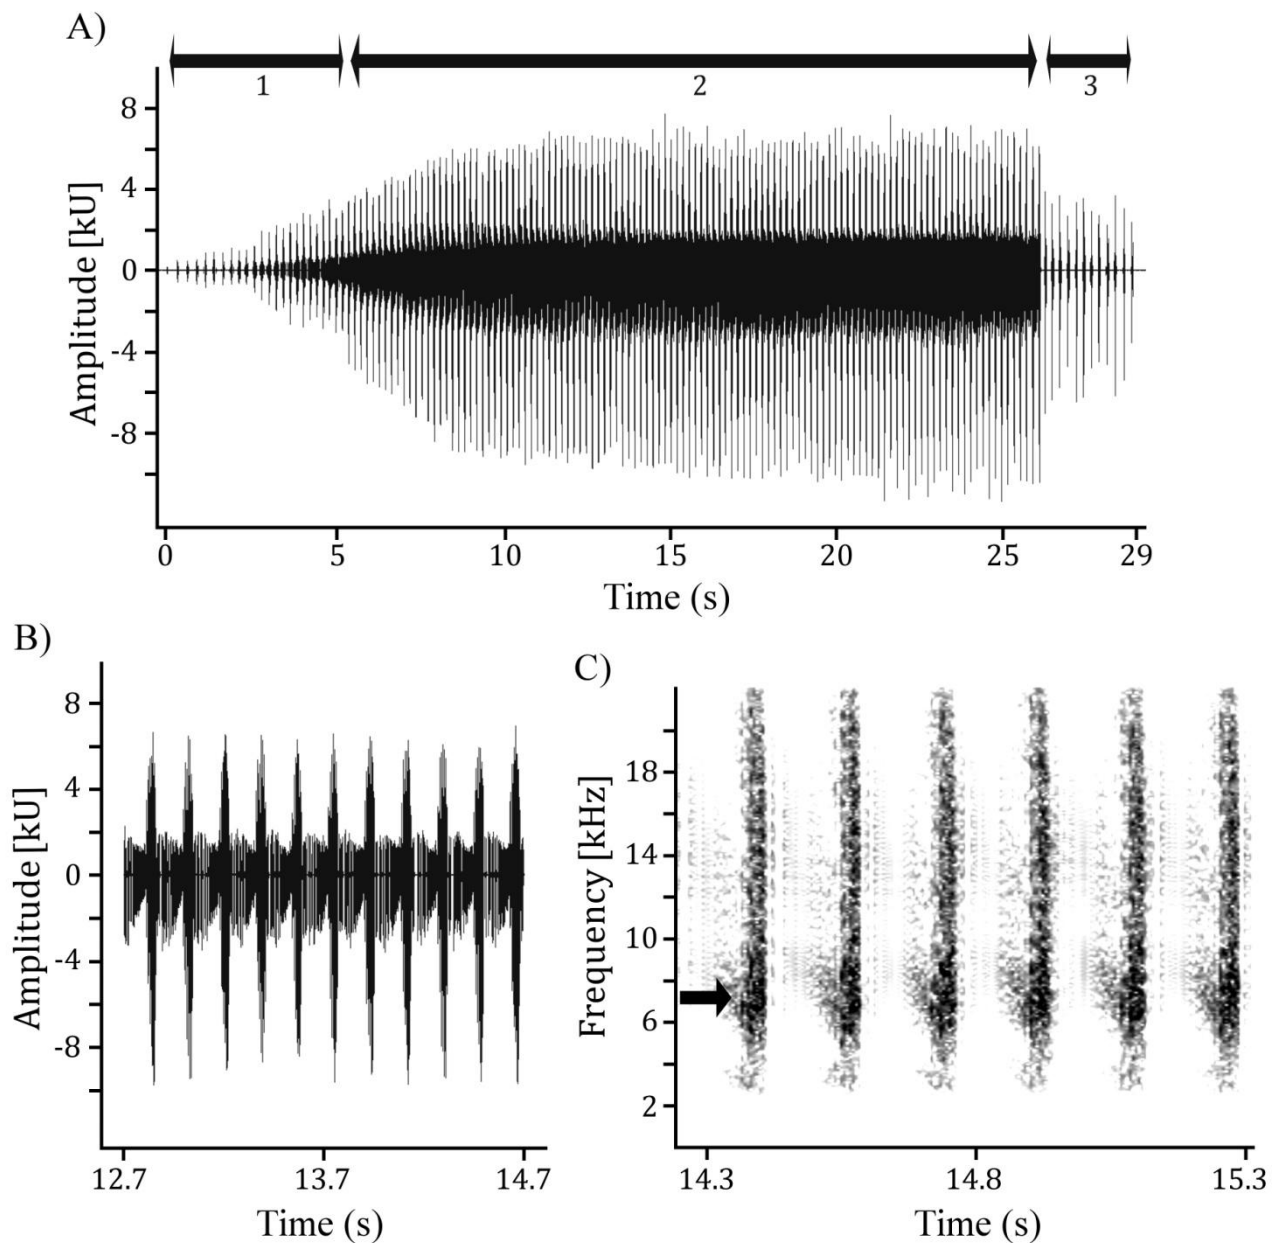 A)
1 2 3
Amplitude [kU]
8
4
0
-4
-8
0 5 10 15 20 25 29
Time (s)
B)
Amplitude [kU]
8
4
0
-4
-8
12.7 13.7 14.7
Time (s)
C)
Frequency [kHz]
18
14
10
6
2
14.3 14.8 15.3
Time (s)